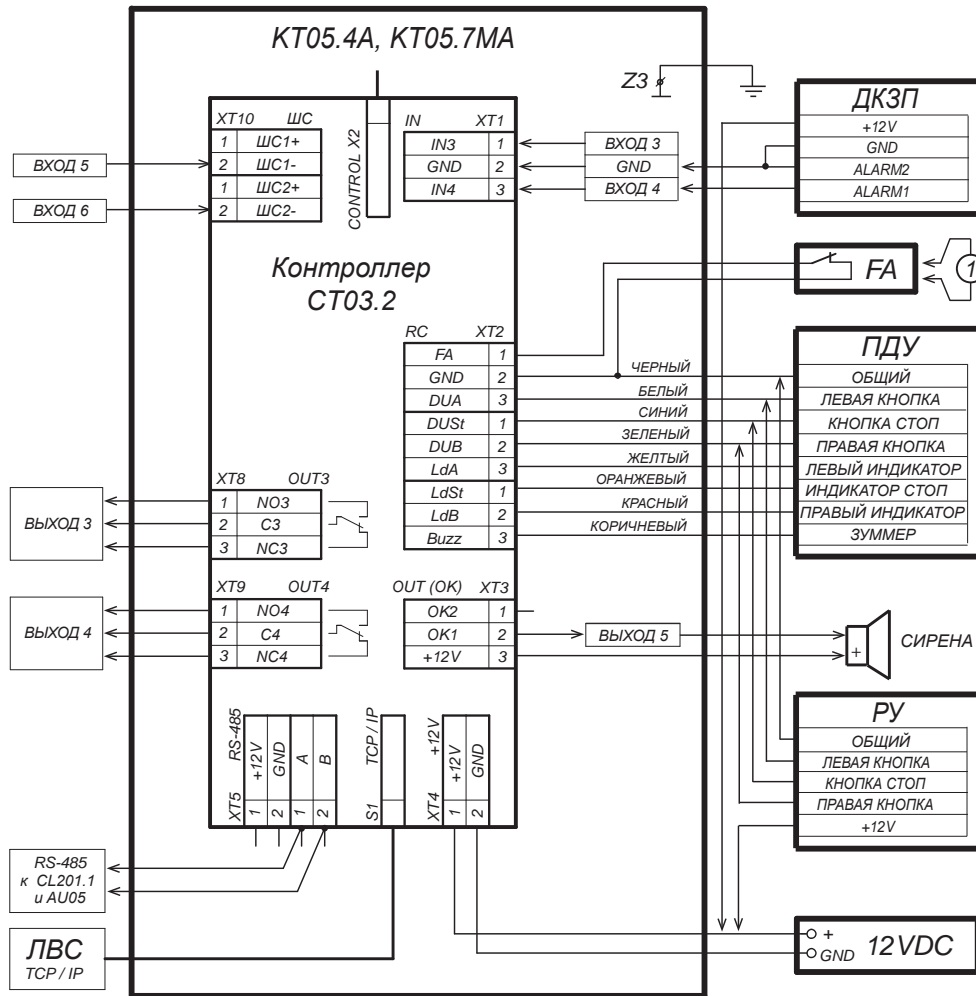 КТ05.4А, КТ05.7МА
Z3
Контроллер
СТ03.2
XT10 ШС
1 ШС1+
2 ШС1-
1 ШС2+
2 ШС2-
ВХОД 5
ВХОД 6
CONTROL X2
IN XT1
IN3 1
GND 2
IN4 3
ВХОД 3
GND
ВХОД 4
ДКЗП
+12V
GND
ALARM2
ALARM1
FA
1
RC XT2
FA 1
GND 2
DUA 3
DUSt 1
DUB 2
LdA 3
LdSt 1
LdB 2
Buzz 3
ЧЕРНЫЙ
БЕЛЫЙ
СИНИЙ
ЗЕЛЕНЫЙ
ЖЕЛТЫЙ
ОРАНЖЕВЫЙ
КРАСНЫЙ
КОРИЧНЕВЫЙ
ПДУ
ОБЩИЙ
ЛЕВАЯ КНОПКА
КНОПКА СТОП
ПРАВАЯ КНОПКА
ЛЕВЫЙ ИНДИКАТОР
ИНДИКАТОР СТОП
ПРАВЫЙ ИНДИКАТОР
ЗУММЕР
XT8 OUT3
1 NO3
2 C3
3 NC3
ВЫХОД 3
XT9 OUT4
1 NO4
2 C4
3 NC4
ВЫХОД 4
OUT (OK) XT3
OK2 1
OK1 2
+12V 3
ВЫХОД 5
+
СИРЕНА
РУ
ОБЩИЙ
ЛЕВАЯ КНОПКА
КНОПКА СТОП
ПРАВАЯ КНОПКА
+12V
XT5 RS-485
1 +12V
2 GND
1 A
2 B
S1 TCP / IP
XT4 +12V
1 +12V
2 GND
RS-485
к CL201.1
и AU05
ЛВС
TCP / IP
+
GND
12VDC